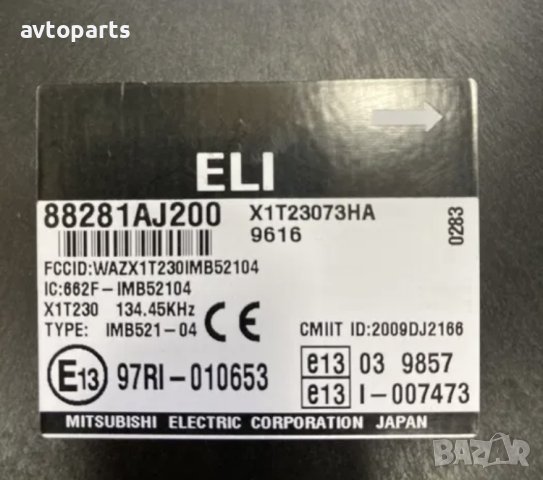 avtoparts
ELI
88281AJ200 X1T23073HA
9616
0283
FCCID:WAZX1T230IMB52104
IC:662F-IMB52104
X1T230 134.45KHz
TYPE: IMB521-04 CE CMIIT ID:2009DJ2166
E13 97RI-010653 e13 03 9857
e13 I-007473
MITSUBISHI ELECTRIC CORPORATION JAPAN
BAZAR